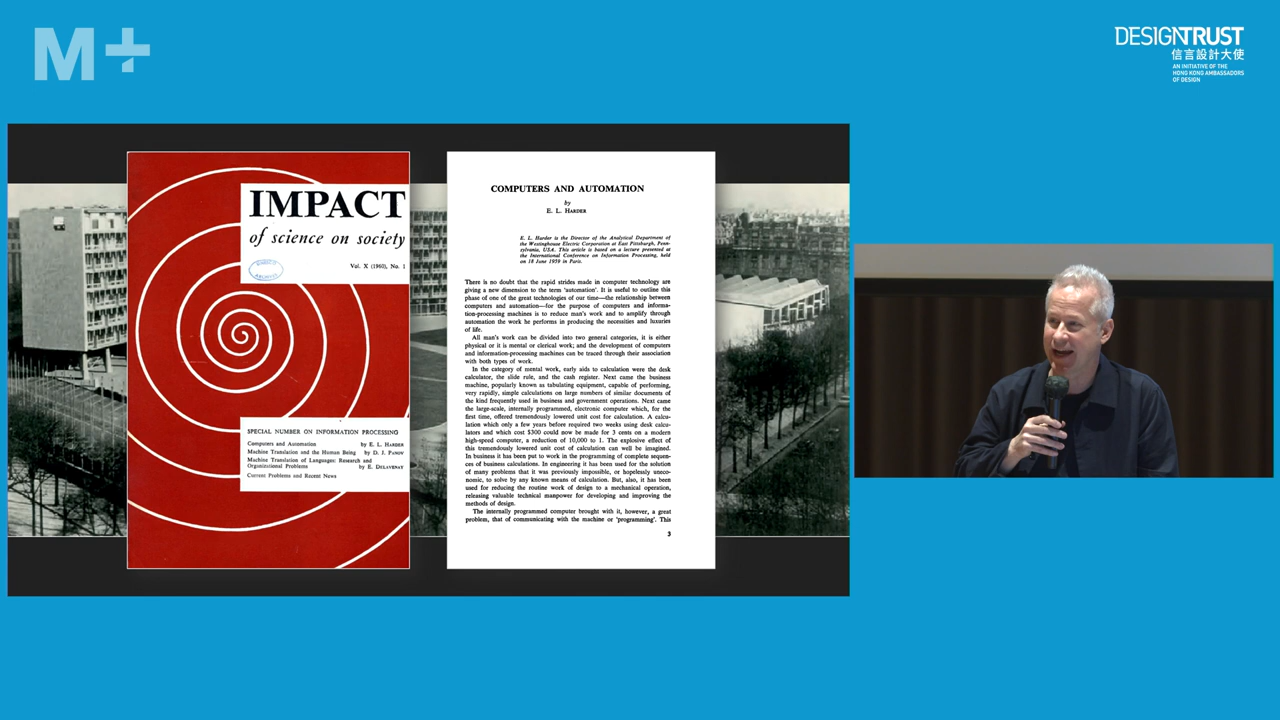 M+
DESIGNTRUST
信言設計大使
AN INITIATIVE OF THE
HONG KONG AMBASSADORS
OF DESIGN
IMPACT
of science on society
Vol. X (1960), No. 1
SPECIAL NUMBER ON INFORMATION PROCESSING
Computers and Automation by E. L. HARDER
Machine Translation and the Human Being by D. J. PANOV
Machine Translation of Languages: Research and
Organizational Problems by E. DELAVENAY
Current Problems and Recent News
COMPUTERS AND AUTOMATION
by
E. L. HARDER
E. L. Harder is the Director of the Analytical Department of
the Westinghouse Electric Corporation at East Pittsburgh, Penn-
sylvania, USA. This article is based on a lecture presented at
the International Conference on Information Processing, held
on 18 June 1959 in Paris.
There is no doubt that the rapid strides made in computer technology are
giving a new dimension to the term 'automation'. It is useful to outline this
phase of one of the great technologies of our time—the relationship between
computers and automation—for the purpose of computers and informa-
tion-processing machines is to reduce man's work and to amplify through
automation the work he performs in producing the necessities and luxuries
of life.
All man's work can be divided into two general categories, it is either
physical or it is mental or clerical work; and the development of computers
and information-processing machines can be traced through their association
with both types of work.
In the category of mental work, early aids to calculation were the desk
calculator, the slide rule, and the cash register. Next came the business
machine, popularly known as tabulating equipment, capable of performing,
very rapidly, simple calculations on large numbers of similar documents of
the kind frequently used in business and government operations. Next came
the large-scale, internally programmed, electronic computer which, for the
first time, offered tremendously lowered unit cost for calculation. A calcu-
lation which only a few years before required two weeks using desk calcu-
lators and which cost $300 could now be made for 3 cents on a modern
high-speed computer, a reduction of 10,000 to 1. The explosive effect of
this tremendously lowered unit cost of calculation can well be imagined.
In business it has been put to work in the programming of complete sequen-
ces of business calculations. In engineering it has been used for the solution
of many problems that it was previously impossible, or hopelessly uneco-
nomic, to solve by any known means of calculation. But, also, it has been
used for reducing the routine work of design to a mechanical operation,
releasing valuable technical manpower for developing and improving the
methods of design.
The internally programmed computer brought with it, however, a great
problem, that of communicating with the machine or 'programming'. This
3